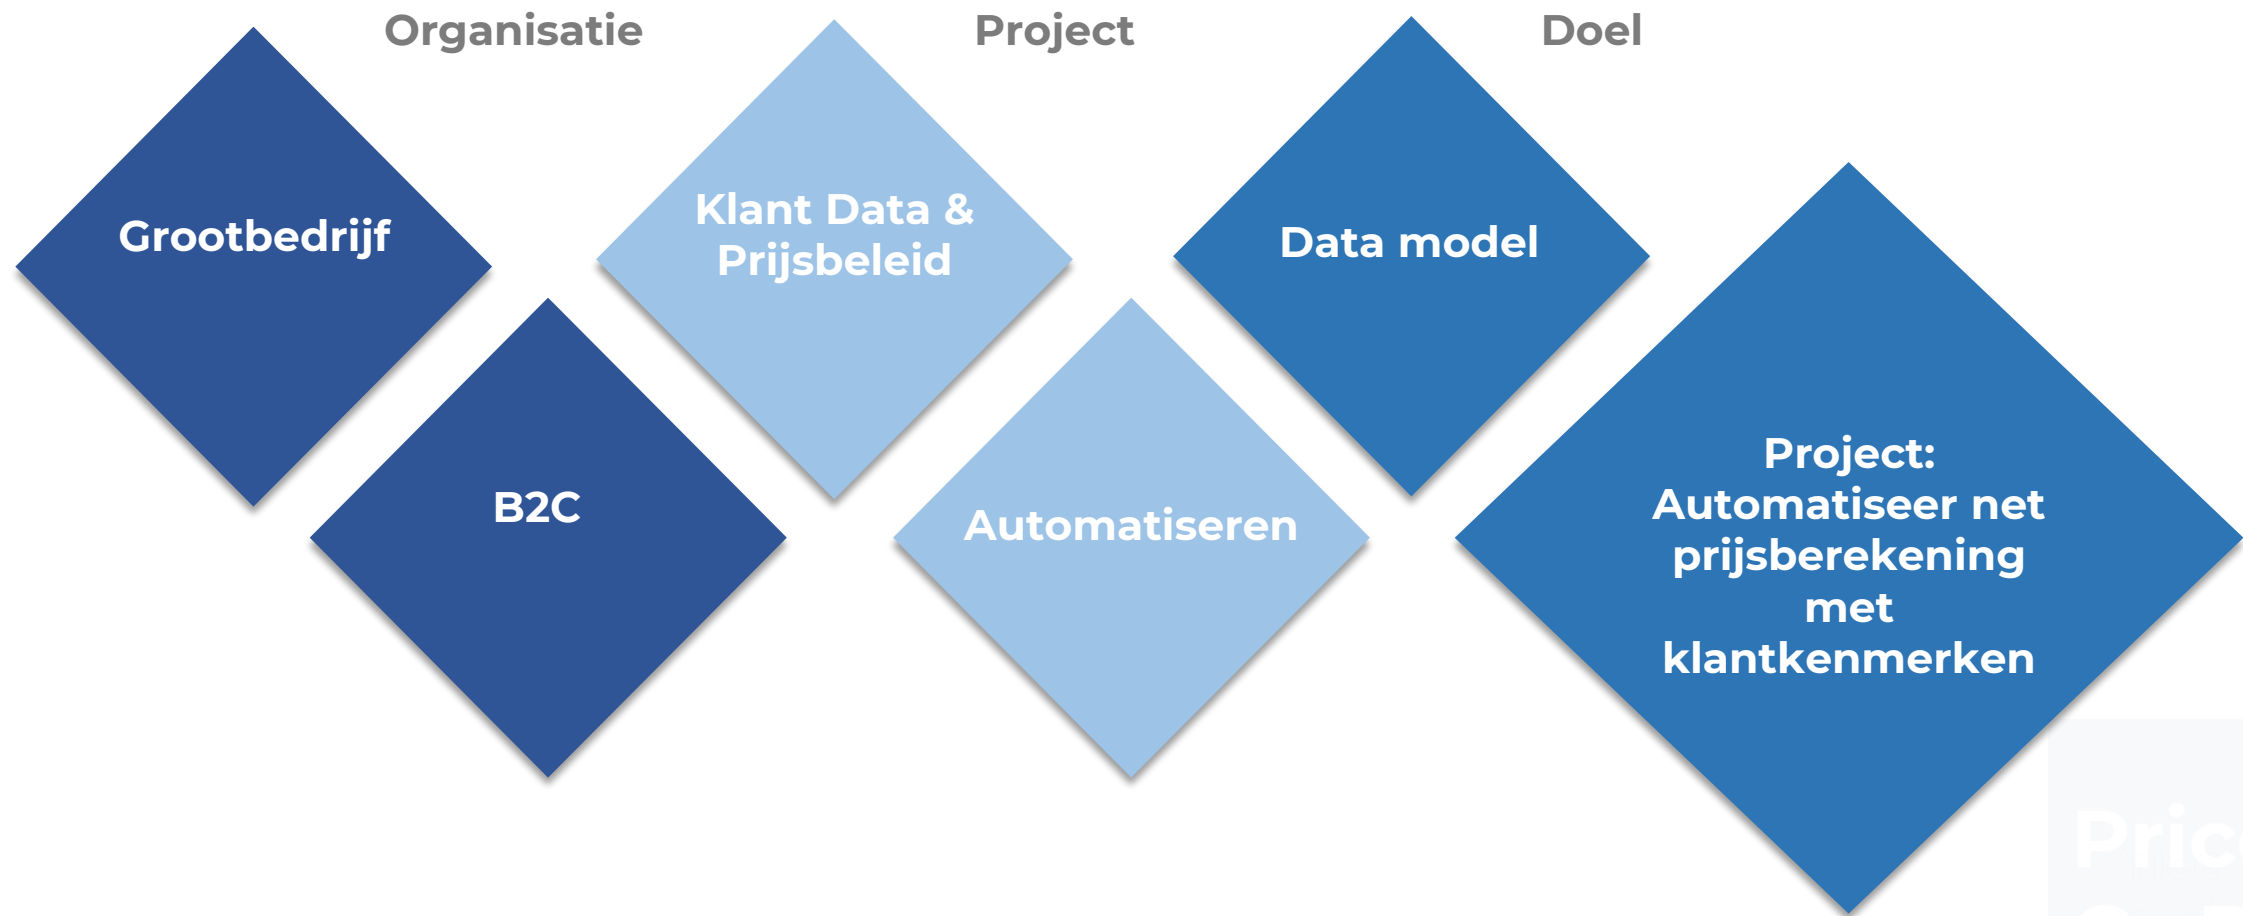 Organisatie
Project
Doel
Grootbedrijf
B2C
Klant Data &
Prijsbeleid
Automatiseren
Data model
Project:
Automatiseer net
prijsberekening
met
klantkenmerken